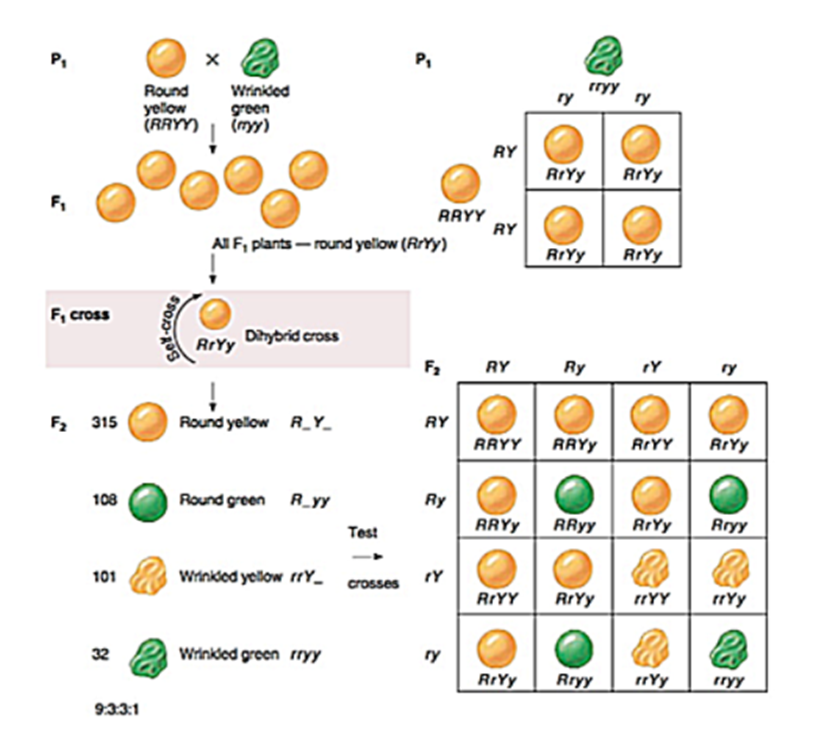 P1 × P1
Round Wrinkled rryy
yellow green ry ry
(RRYY) (rryy)
RY
RrYy RrYy
F1 RRYY RY
All F1 plants — round yellow (RrYy) RrYy RrYy
F1 cross Self-cross RrYy Dihybrid cross
F2 RY Ry rY ry
F2 315 Round yellow R_Y_ RY
RRYY RRYy RrYY RrYy
108 Round green R_yy Ry
RRYy RRyy RrYy Rryy
Test
crosses
101 Wrinkled yellow rrY_ rY
RrYY RrYy rrYY rrYy
32 Wrinkled green rryy ry
RrYy Rryy rrYy rryy
9:3:3:1